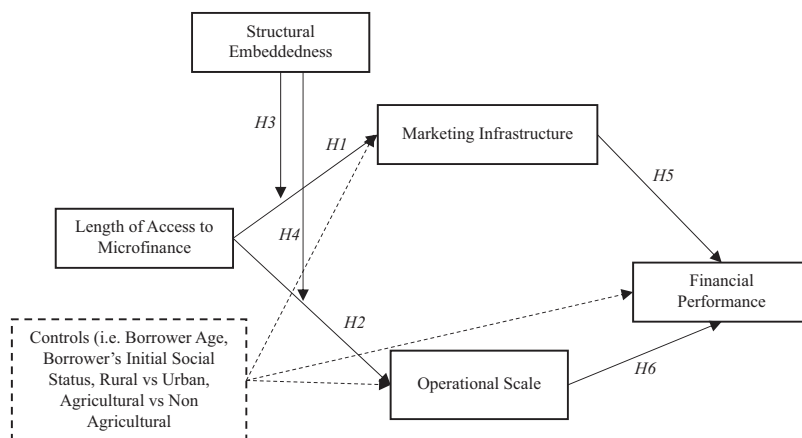 Structural
Embeddedness
H3
H1
Marketing Infrastructure
H5
Length of Access to
Microfinance
H4
Financial
Performance
H2
Controls (i.e. Borrower Age,
Borrower's Initial Social
Status, Rural vs Urban,
Agricultural vs Non
Agricultural
Operational Scale
H6